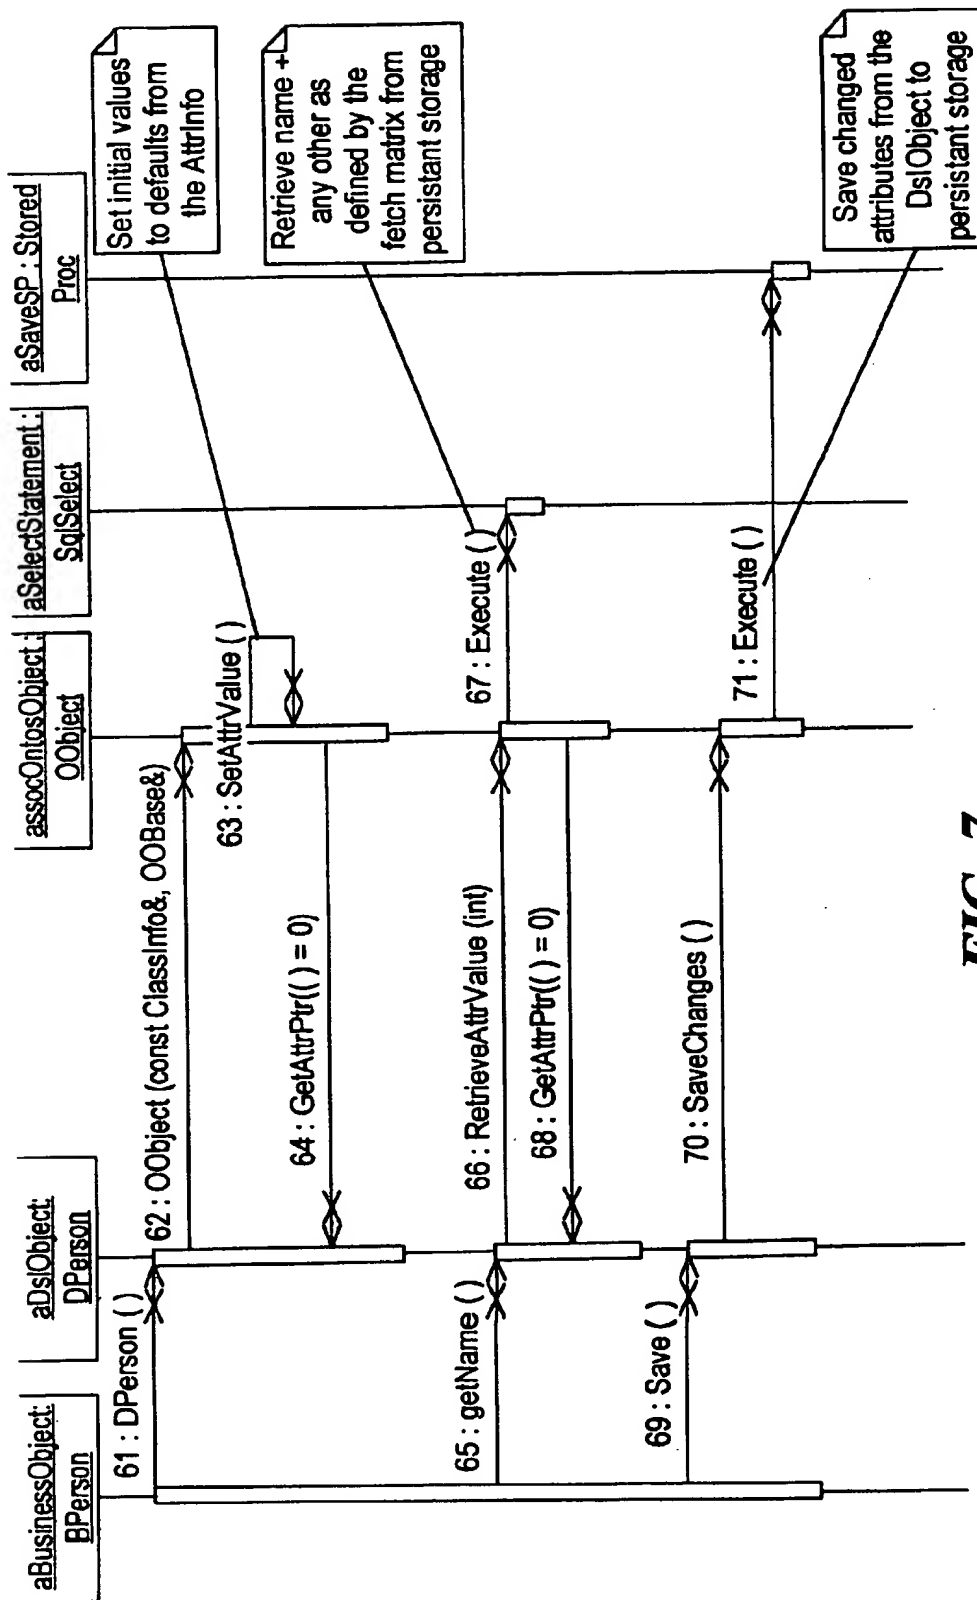 aBusinessObject:
BPerson
aDslObject:
DPerson
assocOntosObject:
OObject
aSelectStatement:
SqlSelect
aSaveSP : Stored
Proc
61 : DPerson ( )
62 : OObject (const ClassInfo&, OOBase&)
63 : SetAttrValue ( )
Set initial values
to defaults from
the AttrInfo
64 : GetAttrPtr(( ) = 0)
65 : getName ( )
66 : RetrieveAttrValue (int)
67 : Execute ( )
Retrieve name +
any other as
defined by the
fetch matrix from
persistant storage
68 : GetAttrPtr(( ) = 0)
69 : Save ( )
70 : SaveChanges ( )
71 : Execute ( )
Save changed
attributes from the
DslObject to
persistant storage
FIG. 7